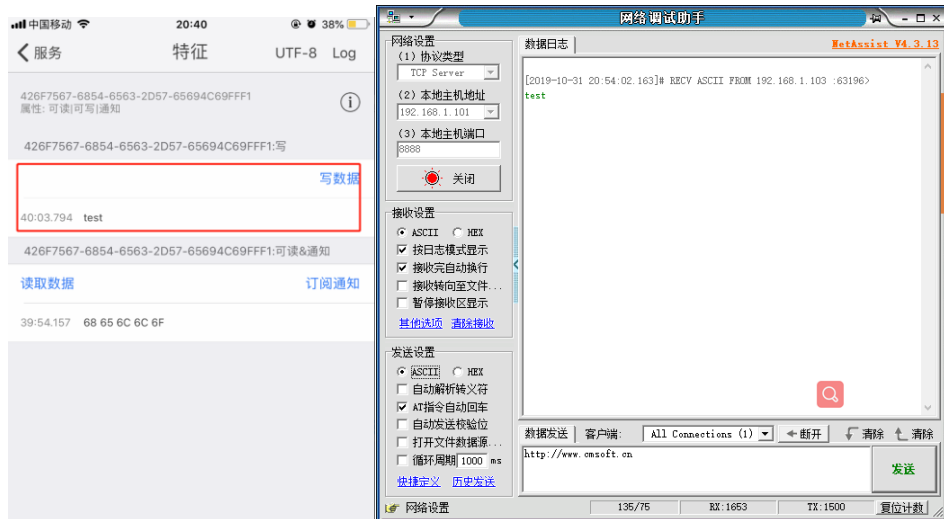 中国移动
20:40
38%
服务
特征
UTF-8 Log
426F7567-6854-6563-2D57-65694C69FFF1
属性: 可读|可写|通知
426F7567-6854-6563-2D57-65694C69FFF1:写
写数据
40:03.794 test
426F7567-6854-6563-2D57-65694C69FFF1:可读&通知
读取数据
订阅通知
39:54.157 68 65 6C 6C 6F
网络调试助手
网络设置
(1) 协议类型
TCP Server
(2) 本地主机地址
192.168.1.101
(3) 本地主机端口
8888
关闭
接收设置
ASCII HEX
按日志模式显示
接收完自动换行
接收转向至文件...
暂停接收区显示
其他选项 清除接收
发送设置
ASCII HEX
自动解析转义符
AT指令自动回车
自动发送校验位
打开文件数据源...
循环周期 1000 ms
快捷定义 历史发送
数据日志
NetAssist V4.3.13
[2019-10-31 20:54:02.163]# RECV ASCII FROM 192.168.1.103 :63196>
test
数据发送
客户端:
All Connections (1)
断开
清除
清除
http://www.cmsoft.cn
发送
网络设置
135/75
RX:1653
TX:1500
复位计数